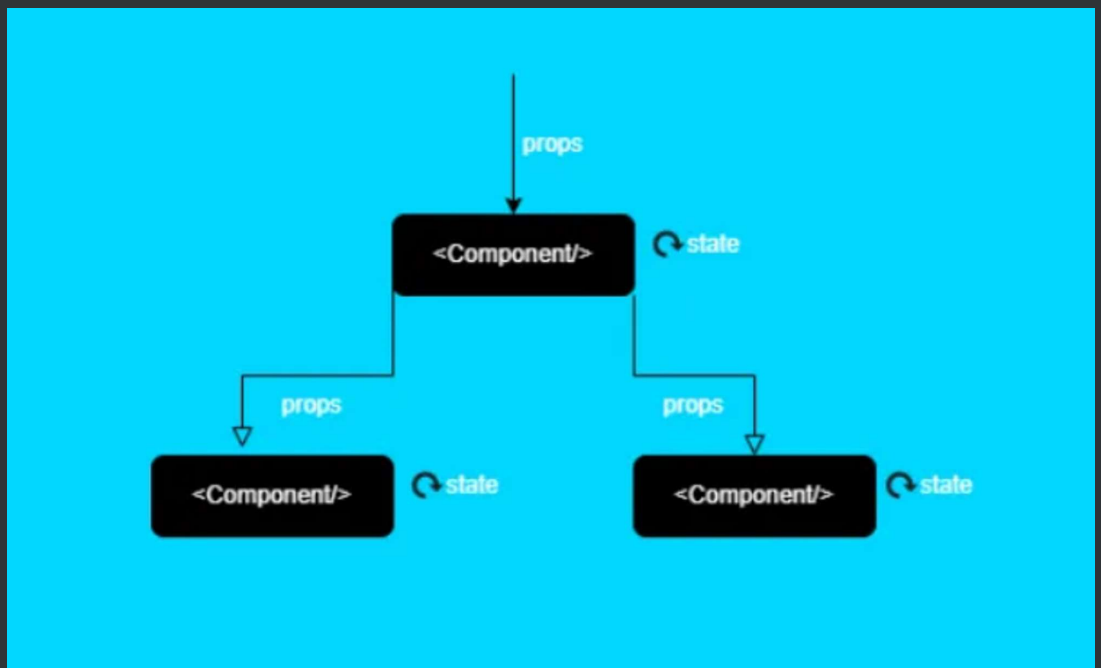 props
<Component/>
state
props
props
<Component/>
state
<Component/>
state